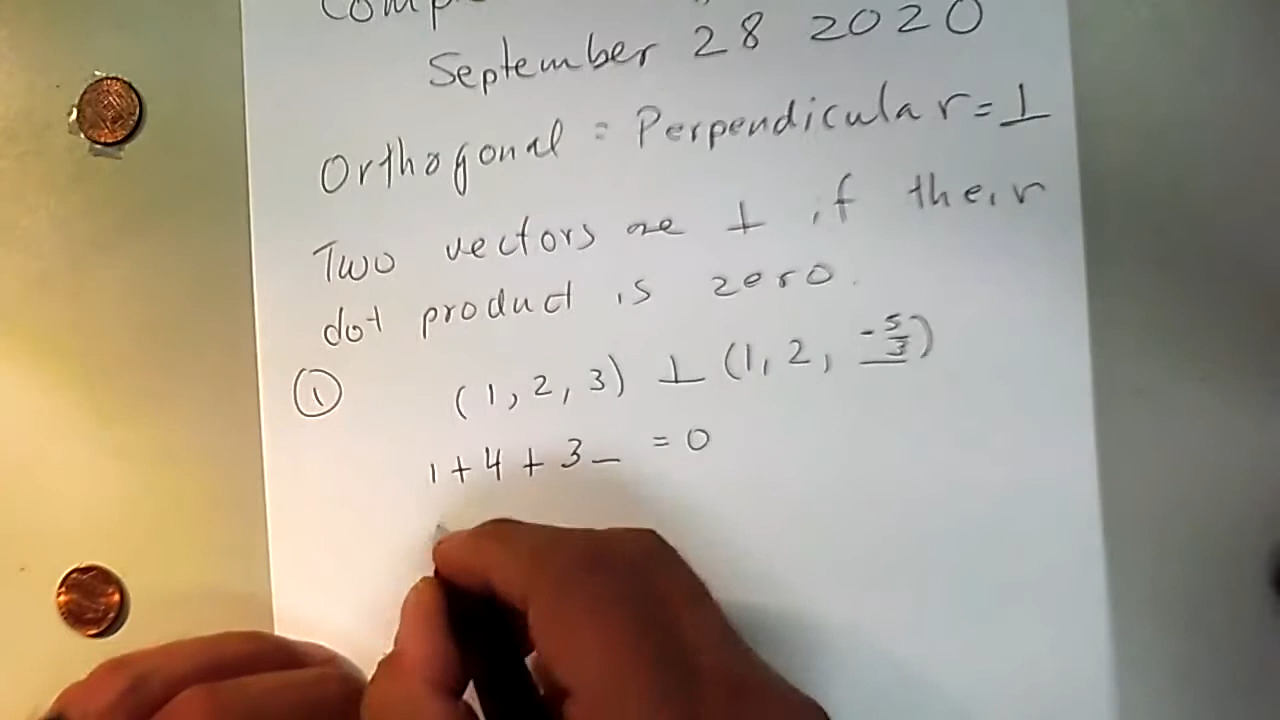 September 28 2020
Orthogonal = Perpendicular = ⊥
Two vectors are ⊥ if their
dot product is zero.
① (1, 2, 3) ⊥ (1, 2, -5/3)
1 + 4 + 3_ = 0